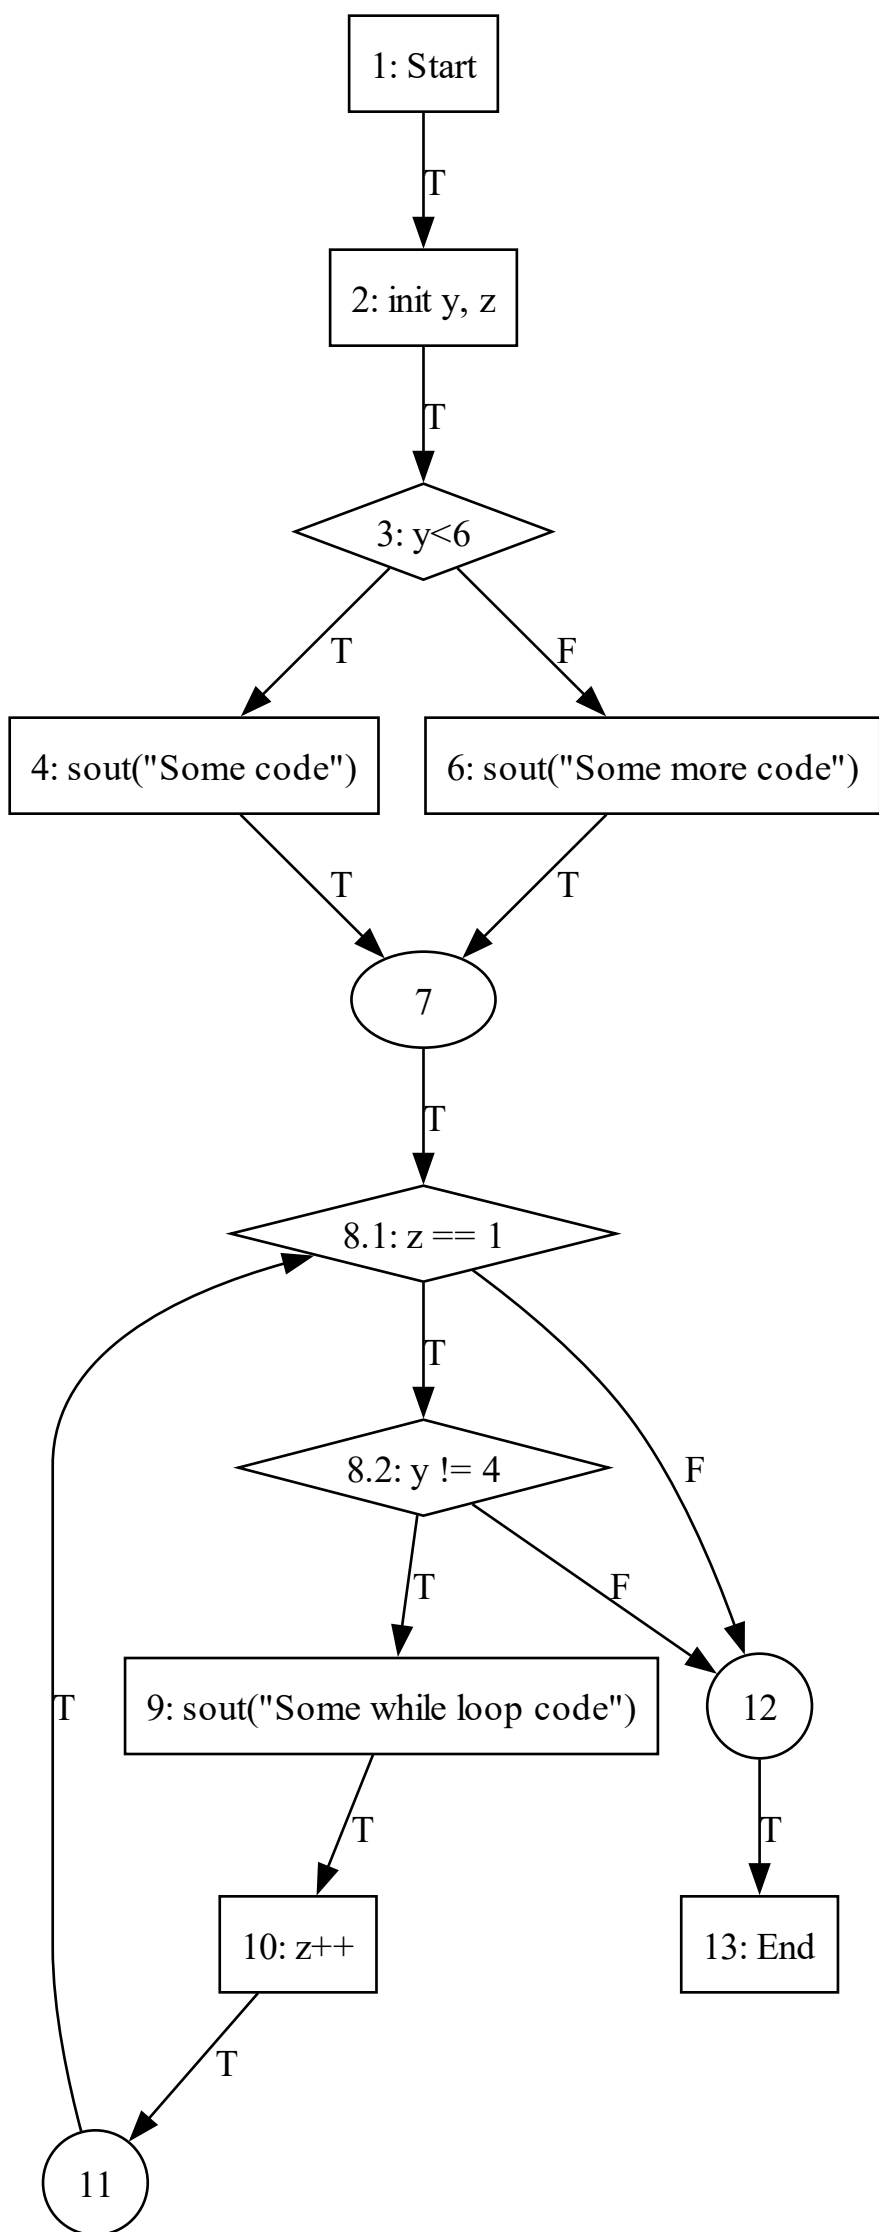 1: Start
T
2: init y, z
T
3: y<6
T
F
4: sout("Some code")
6: sout("Some more code")
T
T
7
T
8.1: z == 1
T
F
8.2: y != 4
T
F
9: sout("Some while loop code")
12
T
T
T
10: z++
13: End
T
11